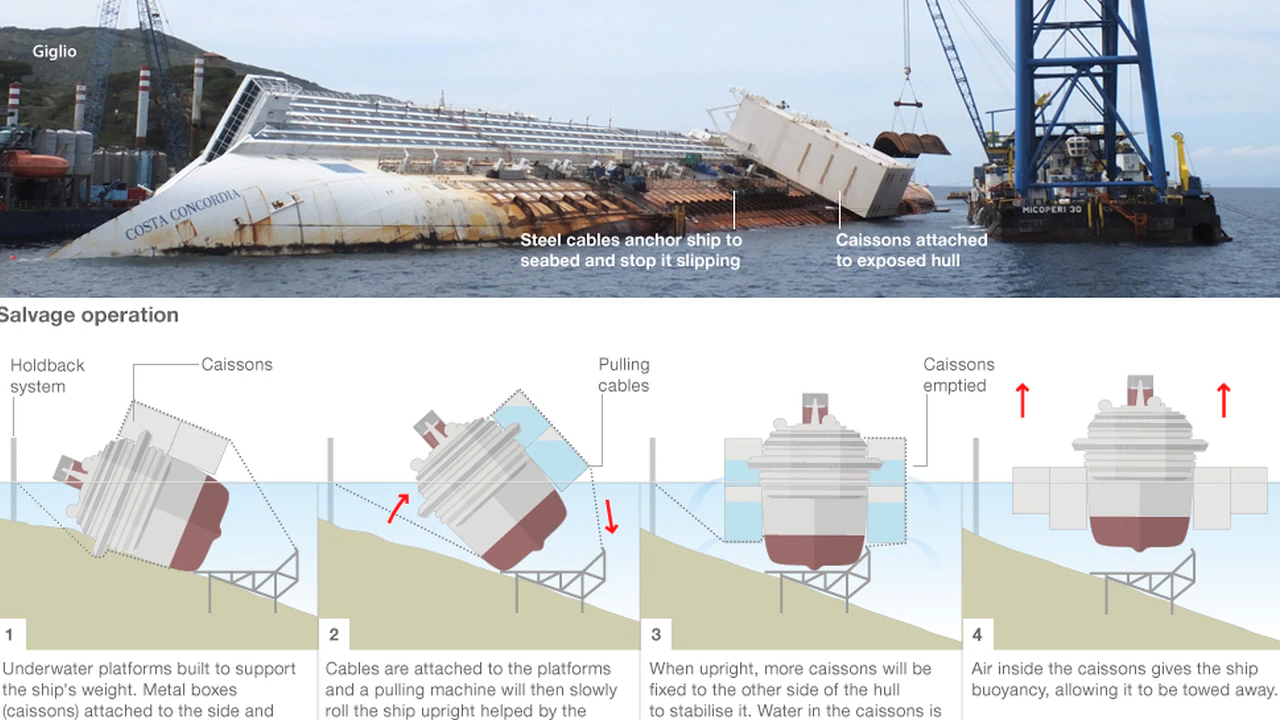 Giglio
COSTA CONCORDIA
MICOPERI 30
Steel cables anchor ship to
seabed and stop it slipping
Caissons attached
to exposed hull
Salvage operation
Holdback
system
Caissons
Pulling
cables
Caissons
emptied
1
Underwater platforms built to support
the ship's weight. Metal boxes
(caissons) attached to the side and
2
Cables are attached to the platforms
and a pulling machine will then slowly
roll the ship upright helped by the
3
When upright, more caissons will be
fixed to the other side of the hull
to stabilise it. Water in the caissons is
4
Air inside the caissons gives the ship
buoyancy, allowing it to be towed away.